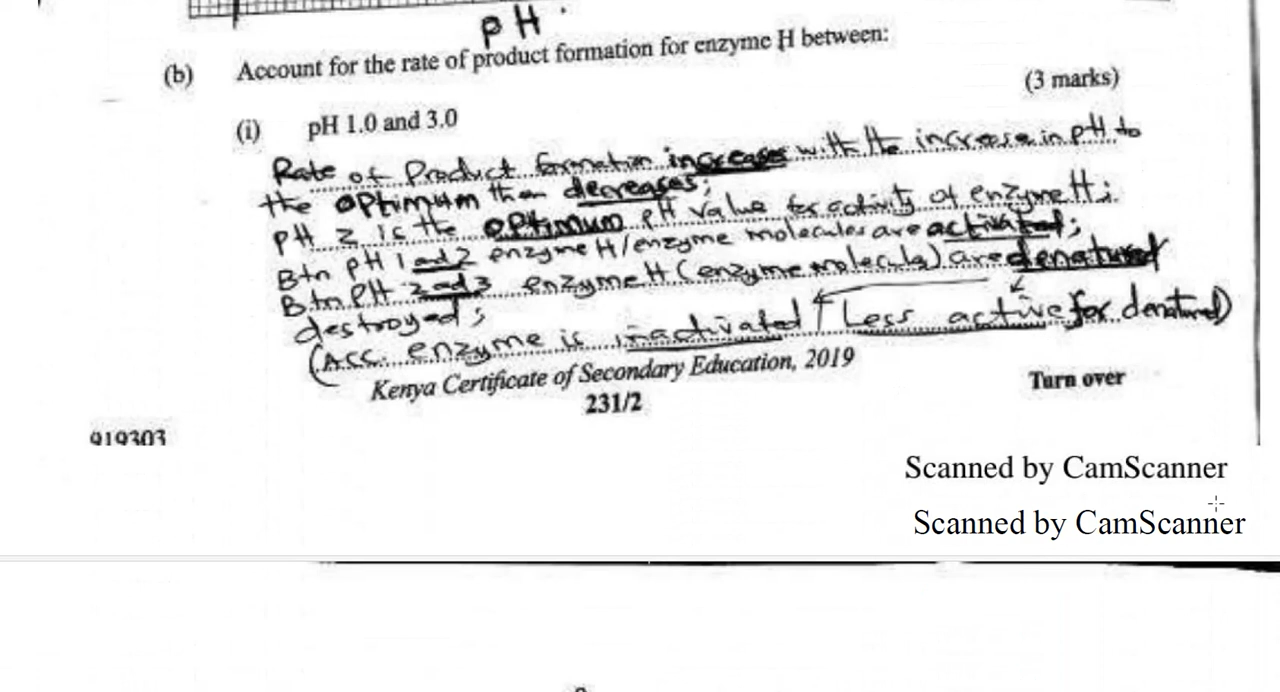 pH.
(b) Account for the rate of product formation for enzyme H between:
(3 marks)
(i) pH 1.0 and 3.0
Rate of Product formation increases with the increase in pH to
the optimum then decreases;
pH 2 is the optimum pH value for activity of enzyme H;
Btn pH 1 and 2 enzyme H/enzyme molecules are activated;
Btn pH 2 and 3 enzyme H (enzyme molecule) are denatured
destroyed;
(Acc. enzyme is inactivated / Less active for denatured)
Kenya Certificate of Secondary Education, 2019
231/2
Turn over
919303
Scanned by CamScanner
Scanned by CamScanner